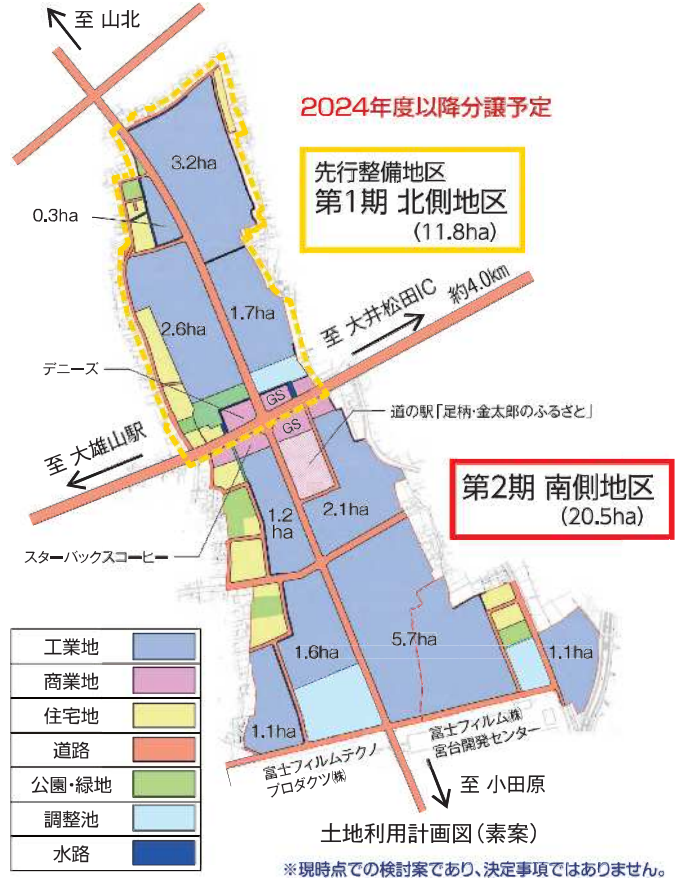 至 山北
2024年度以降分譲予定
先行整備地区
第1期 北側地区
(11.8ha)
3.2ha
0.3ha
2.6ha
1.7ha
至 大井松田IC 約4.0km
デニーズ
GS
GS
道の駅「足柄・金太郎のふるさと」
至 大雄山駅
第2期 南側地区
(20.5ha)
1.2
ha
2.1ha
スターバックスコーヒー
1.6ha
5.7ha
1.1ha
1.1ha
工業地
商業地
住宅地
道路
公園・緑地
調整池
水路
富士フイルムテクノ
プロダクツ㈱
富士フイルム㈱
宮台開発センター
至 小田原
土地利用計画図(素案)
※現時点での検討案であり、決定事項ではありません。